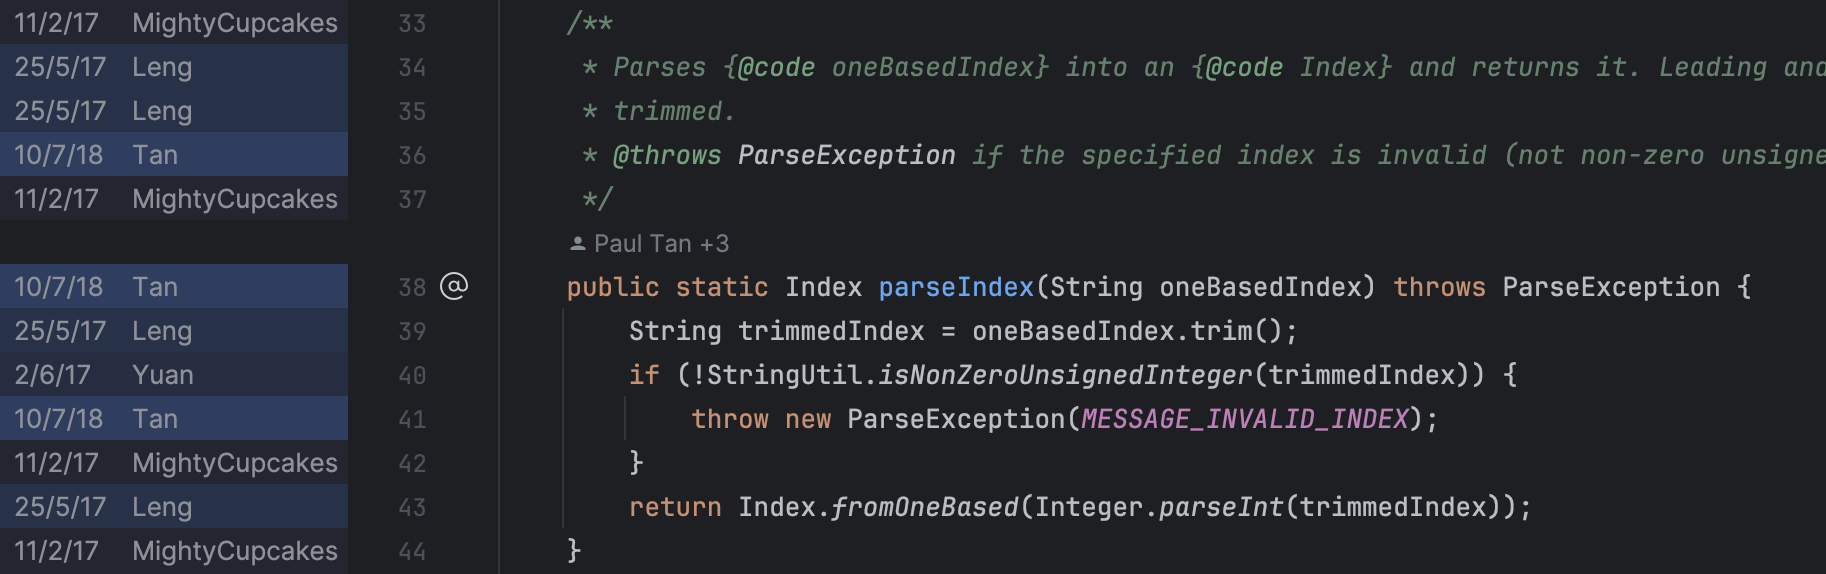 11/2/17 MightyCupcakes 33 /**
25/5/17 Leng 34 * Parses {@code oneBasedIndex} into an {@code Index} and returns it. Leading and
25/5/17 Leng 35 * trimmed.
10/7/18 Tan 36 * @throws ParseException if the specified index is invalid (not non-zero unsigne
11/2/17 MightyCupcakes 37 */
Paul Tan +3
10/7/18 Tan 38 @ public static Index parseIndex(String oneBasedIndex) throws ParseException {
25/5/17 Leng 39 String trimmedIndex = oneBasedIndex.trim();
2/6/17 Yuan 40 if (!StringUtil.isNonZeroUnsignedInteger(trimmedIndex)) {
10/7/18 Tan 41 throw new ParseException(MESSAGE_INVALID_INDEX);
11/2/17 MightyCupcakes 42 }
25/5/17 Leng 43 return Index.fromOneBased(Integer.parseInt(trimmedIndex));
11/2/17 MightyCupcakes 44 }